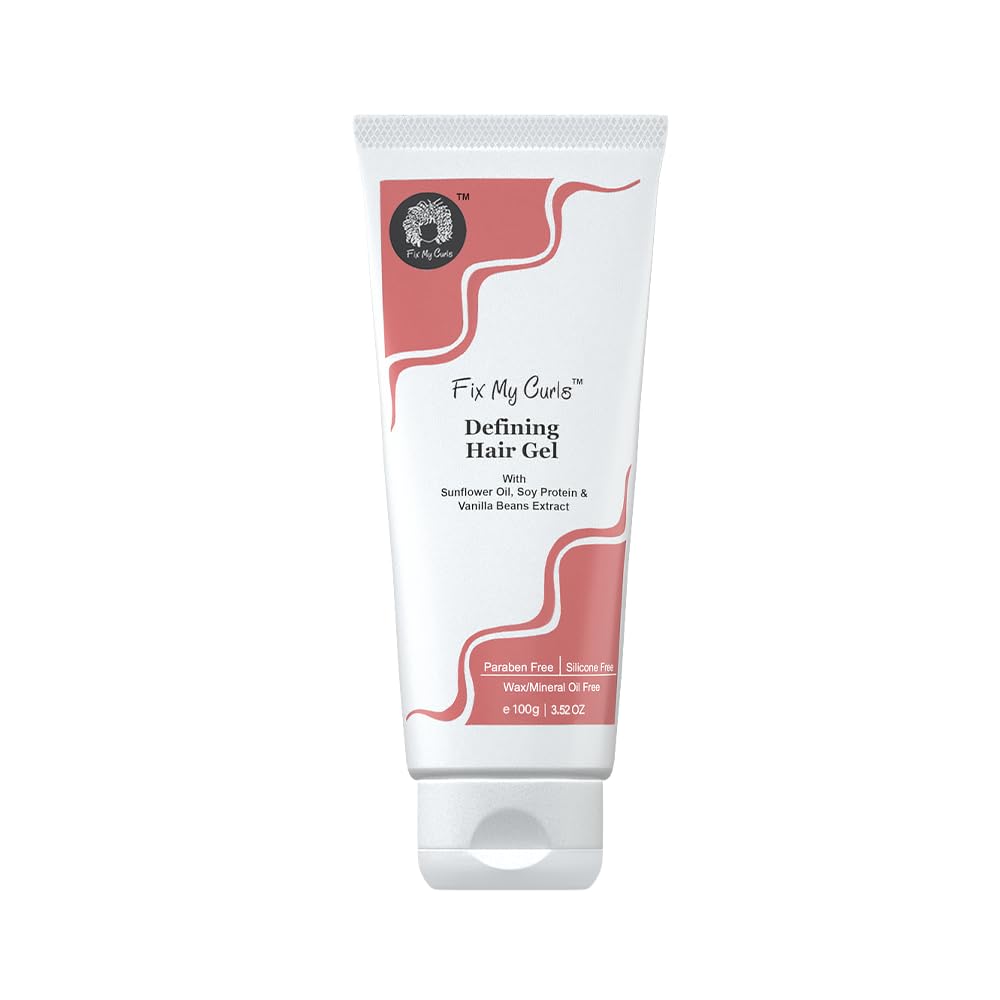 TM
Fix My Curls
Fix My Curls™
Defining
Hair Gel
With
Sunflower Oil, Soy Protein &
Vanilla Beans Extract
Paraben Free | Silicone Free
Wax/Mineral Oil Free
e 100g | 3.52 OZ